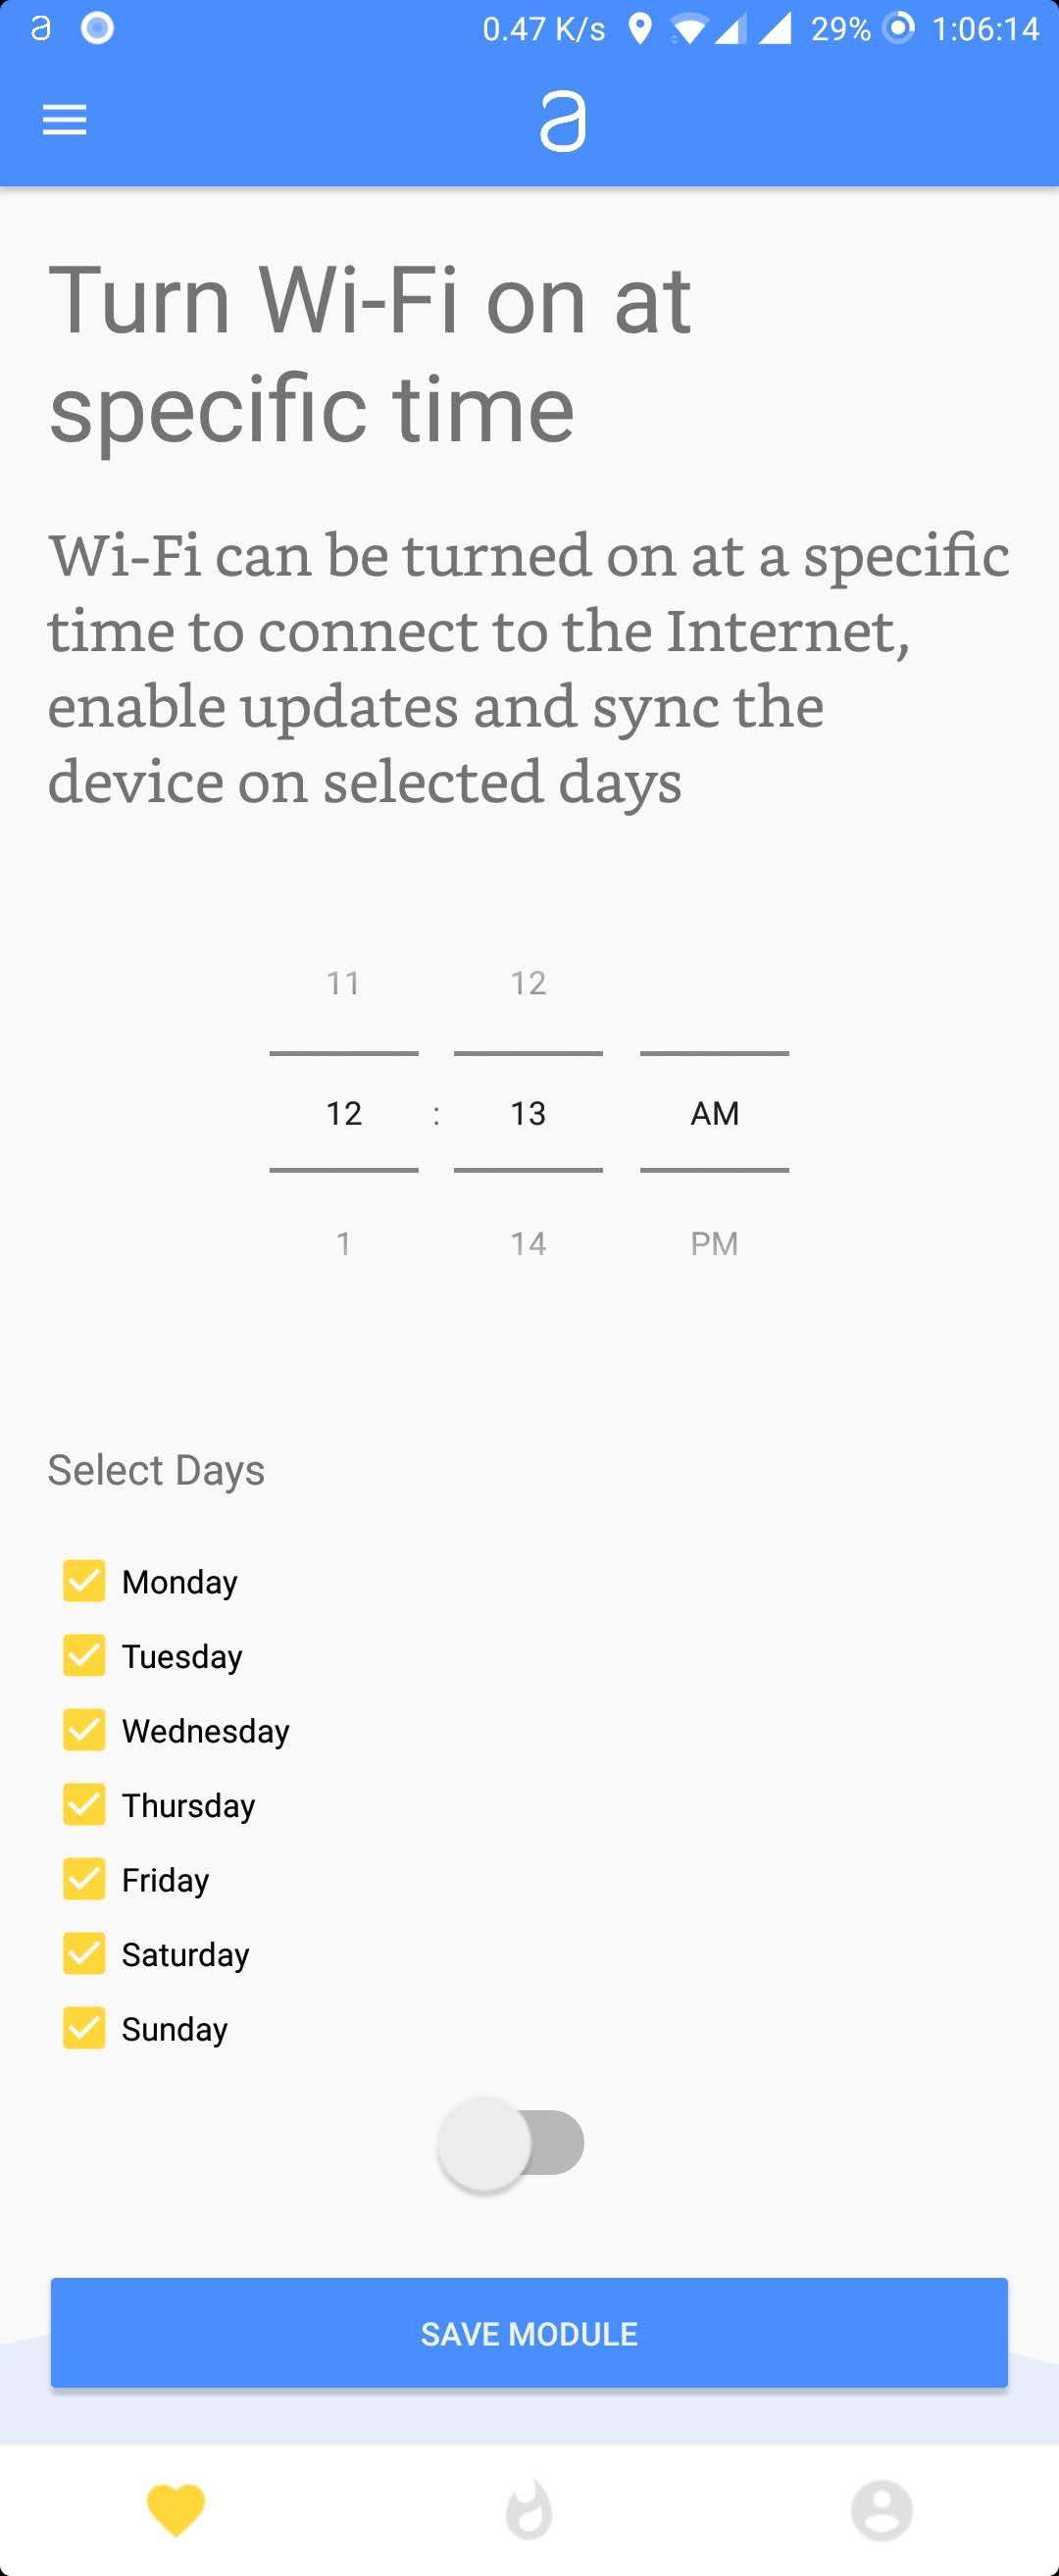 a 0.47 K/s 29% 1:06:14
a
Turn Wi-Fi on at
specific time
Wi-Fi can be turned on at a specific
time to connect to the Internet,
enable updates and sync the
device on selected days
11 12
12 : 13 AM
1 14 PM
Select Days
Monday
Tuesday
Wednesday
Thursday
Friday
Saturday
Sunday
SAVE MODULE